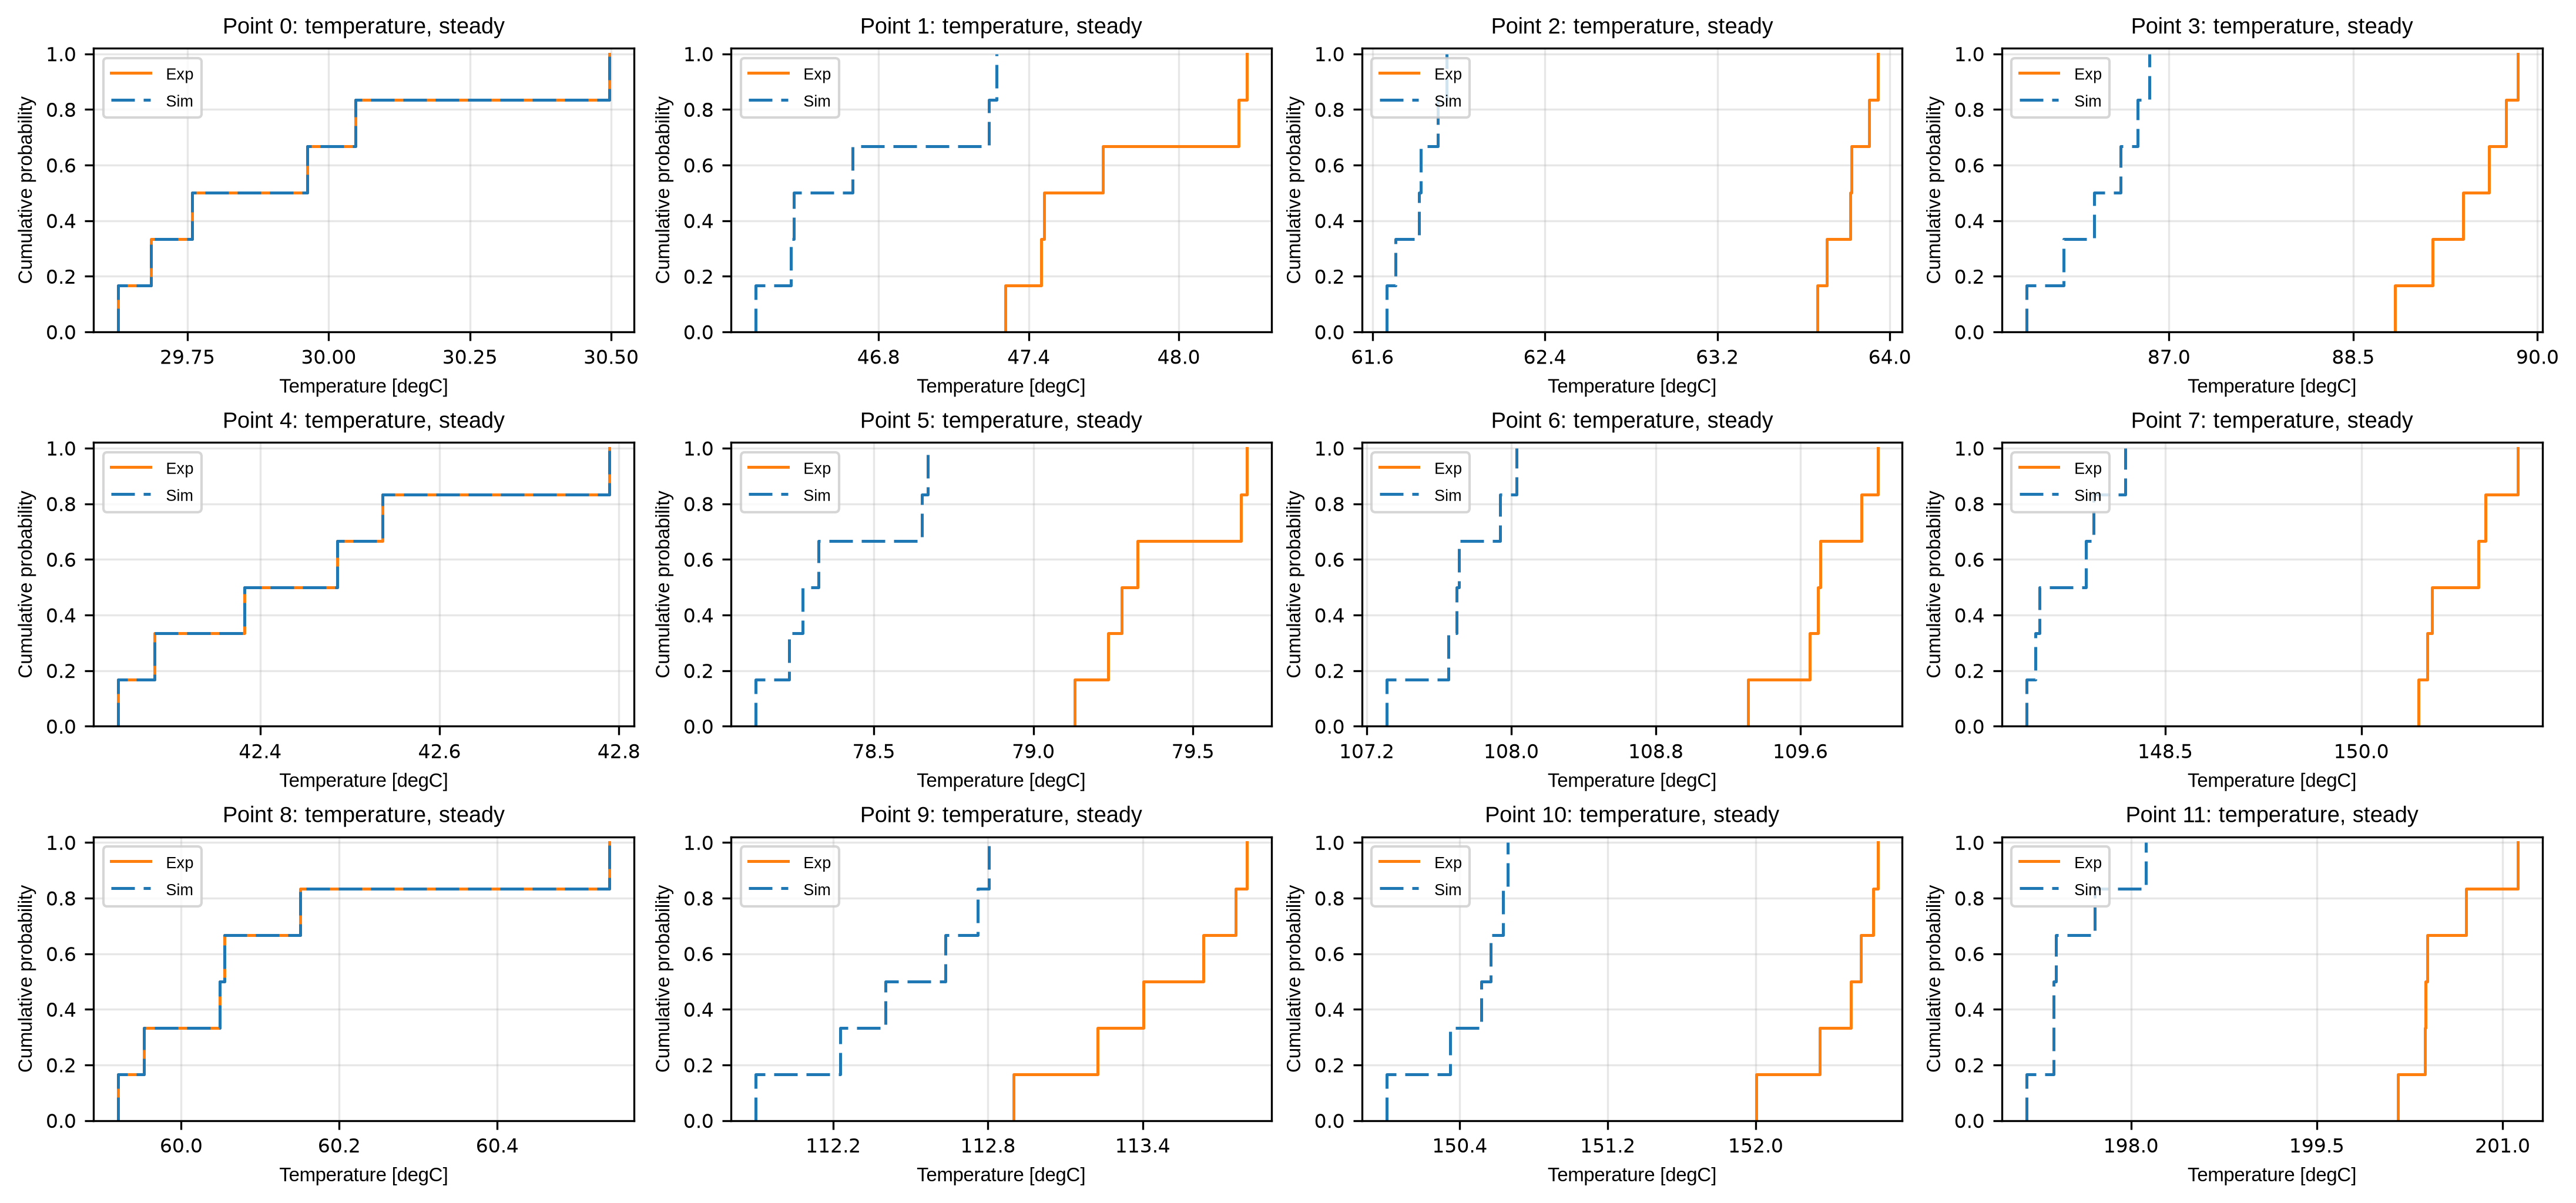 Point 0: temperature, steady
1.0
0.8
0.6
0.4
0.2
0.0
Cumulative probability
Exp
Sim
29.75 30.00 30.25 30.50
Temperature [degC]
Point 1: temperature, steady
1.0
0.8
0.6
0.4
0.2
0.0
Cumulative probability
Exp
Sim
46.8 47.4 48.0
Temperature [degC]
Point 2: temperature, steady
1.0
0.8
0.6
0.4
0.2
0.0
Cumulative probability
Exp
Sim
61.6 62.4 63.2 64.0
Temperature [degC]
Point 3: temperature, steady
1.0
0.8
0.6
0.4
0.2
0.0
Cumulative probability
Exp
Sim
87.0 88.5 90.0
Temperature [degC]
Point 4: temperature, steady
1.0
0.8
0.6
0.4
0.2
0.0
Cumulative probability
Exp
Sim
42.4 42.6 42.8
Temperature [degC]
Point 5: temperature, steady
1.0
0.8
0.6
0.4
0.2
0.0
Cumulative probability
Exp
Sim
78.5 79.0 79.5
Temperature [degC]
Point 6: temperature, steady
1.0
0.8
0.6
0.4
0.2
0.0
Cumulative probability
Exp
Sim
107.2 108.0 108.8 109.6
Temperature [degC]
Point 7: temperature, steady
1.0
0.8
0.6
0.4
0.2
0.0
Cumulative probability
Exp
Sim
148.5 150.0
Temperature [degC]
Point 8: temperature, steady
1.0
0.8
0.6
0.4
0.2
0.0
Cumulative probability
Exp
Sim
60.0 60.2 60.4
Temperature [degC]
Point 9: temperature, steady
1.0
0.8
0.6
0.4
0.2
0.0
Cumulative probability
Exp
Sim
112.2 112.8 113.4
Temperature [degC]
Point 10: temperature, steady
1.0
0.8
0.6
0.4
0.2
0.0
Cumulative probability
Exp
Sim
150.4 151.2 152.0
Temperature [degC]
Point 11: temperature, steady
1.0
0.8
0.6
0.4
0.2
0.0
Cumulative probability
Exp
Sim
198.0 199.5 201.0
Temperature [degC]